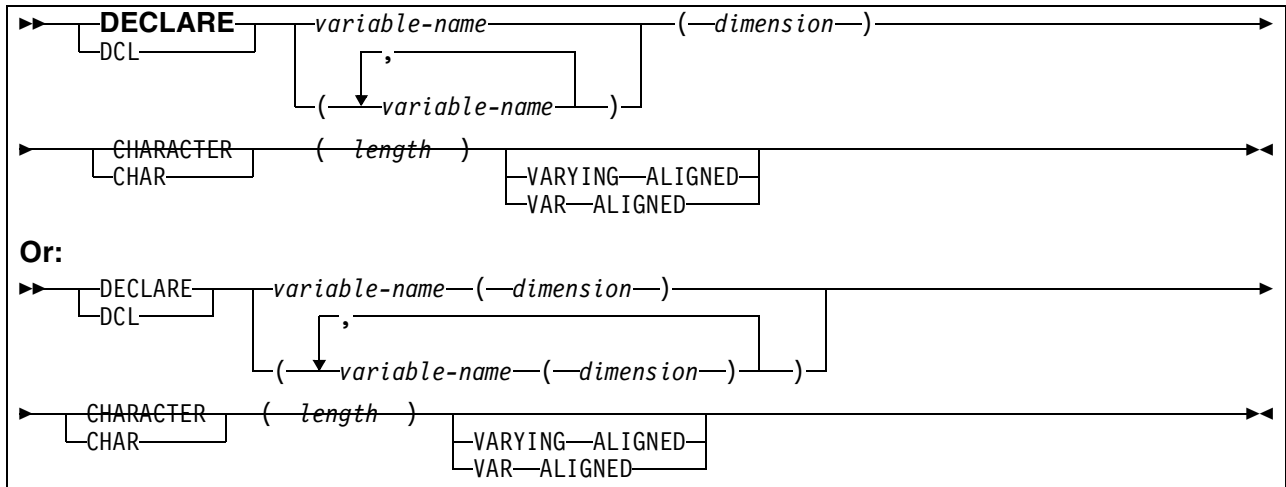 DECLARE variable-name ( dimension )
DCL ,
( variable-name )
CHARACTER ( length )
CHAR VARYING ALIGNED
VAR ALIGNED
Or:
DECLARE variable-name ( dimension )
DCL ,
( variable-name ( dimension ) )
CHARACTER ( length )
CHAR VARYING ALIGNED
VAR ALIGNED